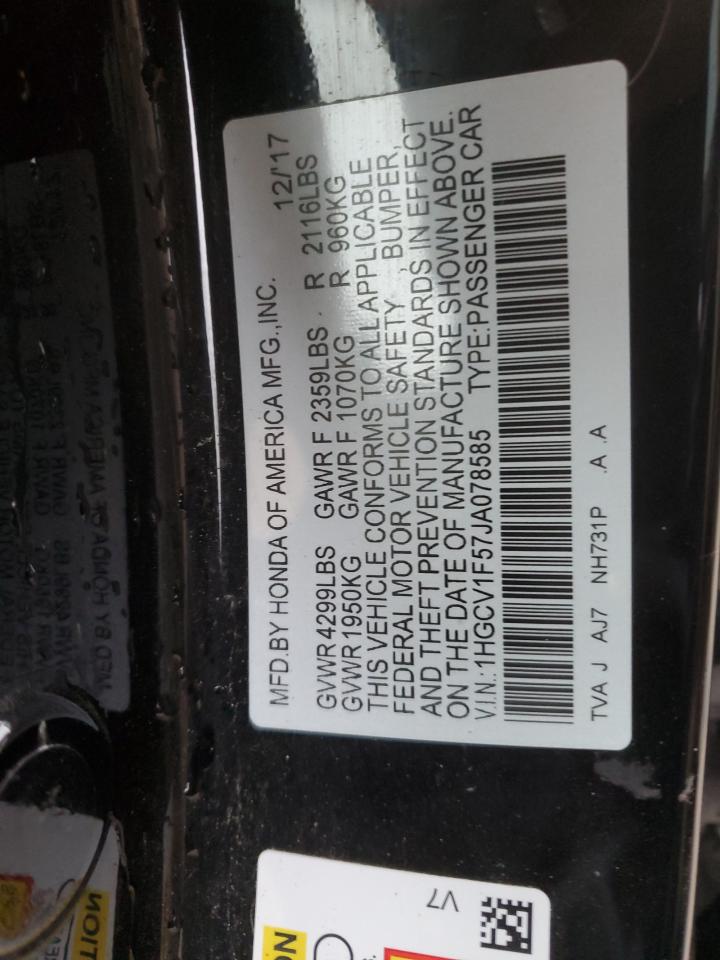 MFD.BY HONDA OF AMERICA MFG.,INC. 12/'17
GVWR 4299LBS GAWR F 2359LBS R 2116LBS
GVWR 1950KG GAWR F 1070KG R 960KG
THIS VEHICLE CONFORMS TO ALL APPLICABLE
FEDERAL MOTOR VEHICLE SAFETY, BUMPER,
AND THEFT PREVENTION STANDARDS IN EFFECT
ON THE DATE OF MANUFACTURE SHOWN ABOVE.
V.I.N.:1HGCV1F57JA078585 TYPE:PASSENGER CAR
TVA J AJ7 NH731P .A .A
V7